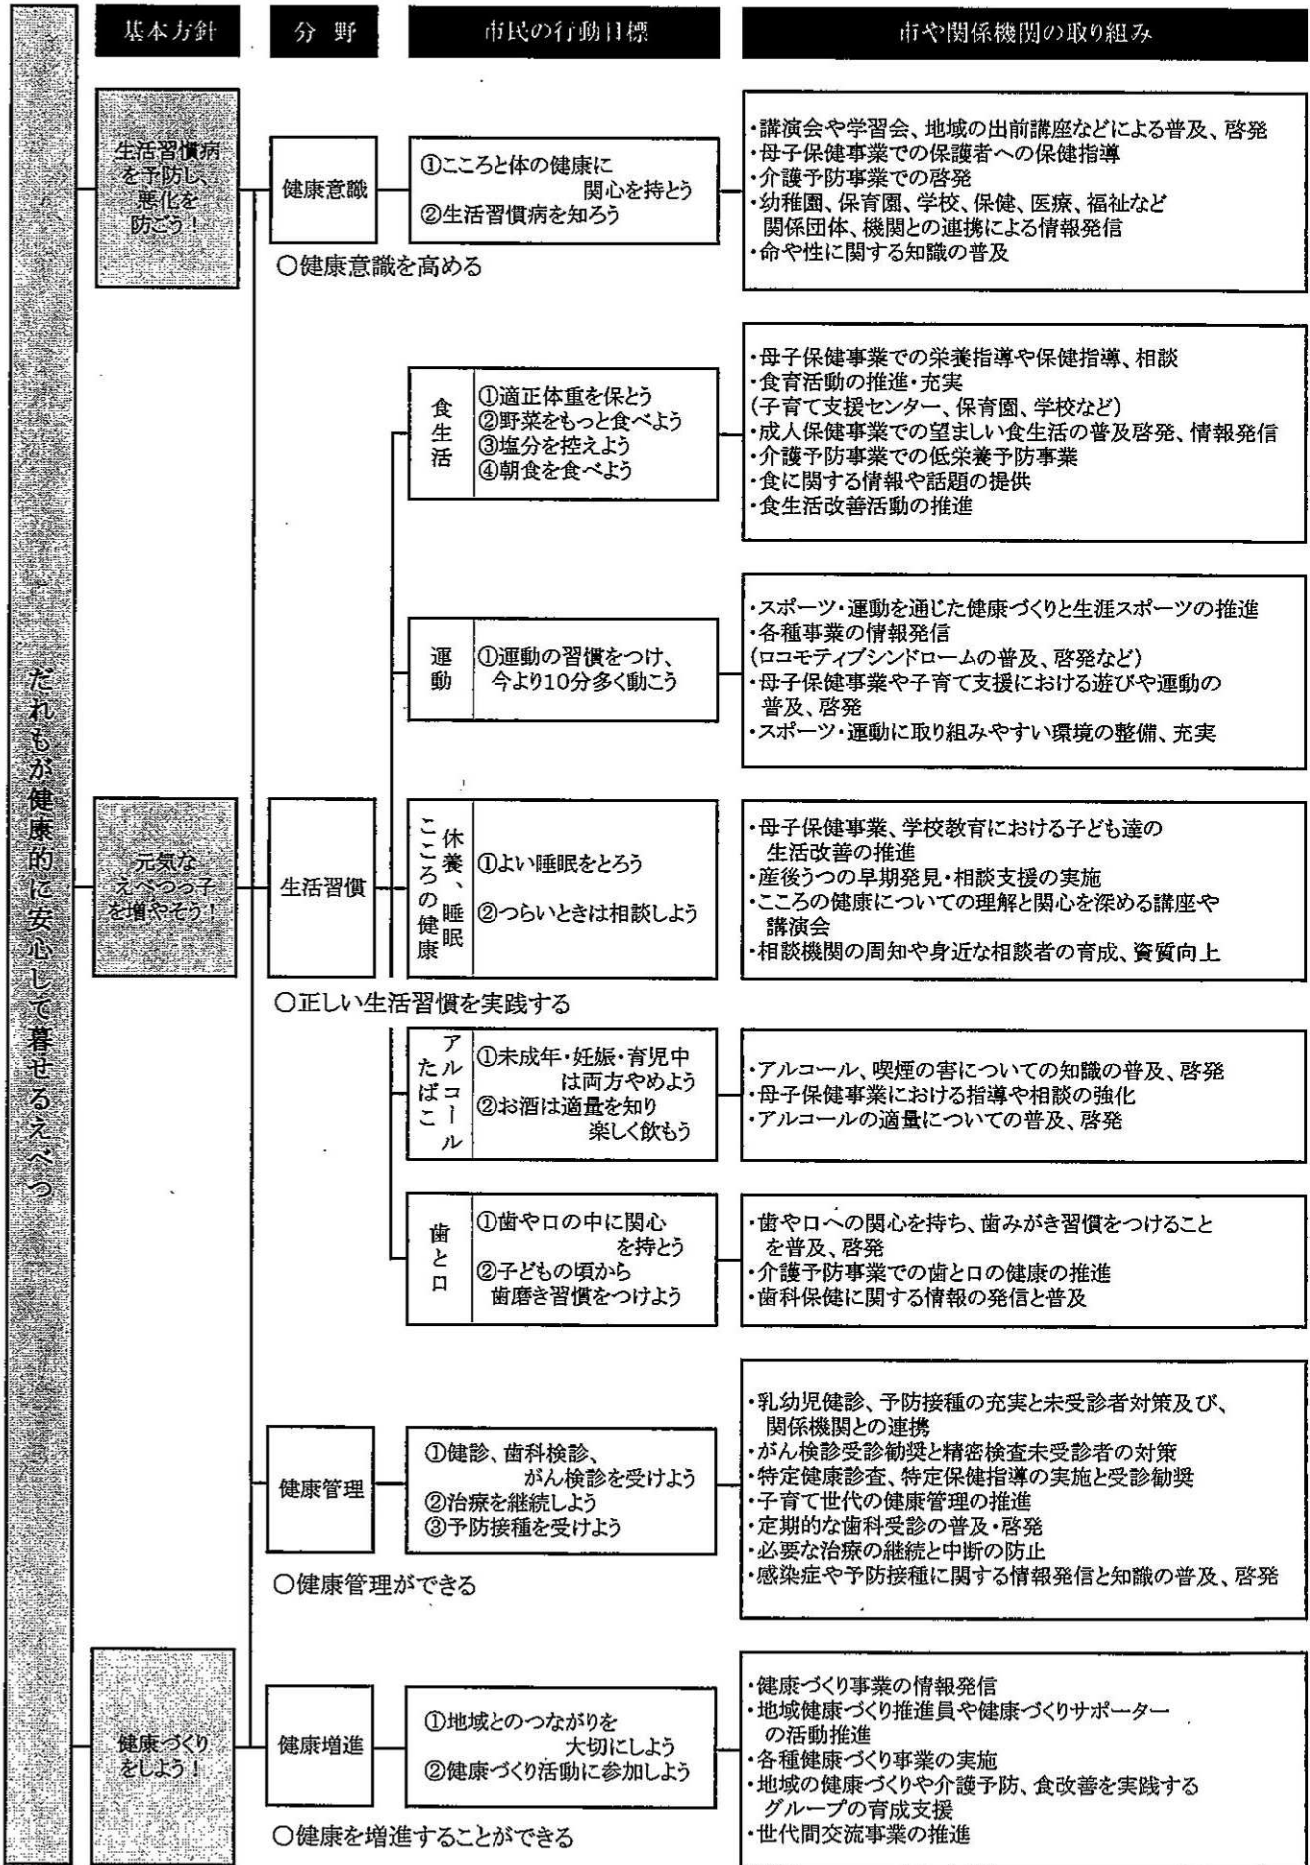 基本方針
分野
市民の行動目標
市や関係機関の取り組み
だれもが健康的に安心して暮せるえべつ
生活習慣病
を予防し、
悪化を
防ごう！
健康意識
①こころと体の健康に
関心を持とう
②生活習慣病を知ろう
・講演会や学習会、地域の出前講座などによる普及、啓発
・母子保健事業での保護者への保健指導
・介護予防事業での啓発
・幼稚園、保育園、学校、保健、医療、福祉など
関係団体、機関との連携による情報発信
・命や性に関する知識の普及
〇健康意識を高める
食生活
①適正体重を保とう
②野菜をもっと食べよう
③塩分を控えよう
④朝食を食べよう
・母子保健事業での栄養指導や保健指導、相談
・食育活動の推進・充実
(子育て支援センター、保育園、学校など)
・成人保健事業での望ましい食生活の普及啓発、情報発信
・介護予防事業での低栄養予防事業
・食に関する情報や話題の提供
・食生活改善活動の推進
運動
①運動の習慣をつけ、
今より10分多く動こう
・スポーツ・運動を通じた健康づくりと生涯スポーツの推進
・各種事業の情報発信
(ロコモティブシンドロームの普及、啓発など)
・母子保健事業や子育て支援における遊びや運動の
普及、啓発
・スポーツ・運動に取り組みやすい環境の整備、充実
元気な
えべつっ子
を増やそう！
生活習慣
休養、睡眠
こころの健康
①よい睡眠をとろう
②つらいときは相談しよう
・母子保健事業、学校教育における子ども達の
生活改善の推進
・産後うつの早期発見・相談支援の実施
・こころの健康についての理解と関心を深める講座や
講演会
・相談機関の周知や身近な相談者の育成、資質向上
〇正しい生活習慣を実践する
アルコール
たばこ
①未成年・妊娠・育児中
は両方やめよう
②お酒は適量を知り
楽しく飲もう
・アルコール、喫煙の害についての知識の普及、啓発
・母子保健事業における指導や相談の強化
・アルコールの適量についての普及、啓発
歯と口
①歯や口の中に関心
を持とう
②子どもの頃から
歯磨き習慣をつけよう
・歯や口への関心を持ち、歯みがき習慣をつけること
を普及、啓発
・介護予防事業での歯と口の健康の推進
・歯科保健に関する情報の発信と普及
健康管理
①健診、歯科検診、
がん検診を受けよう
②治療を継続しよう
③予防接種を受けよう
・乳幼児健診、予防接種の充実と未受診者対策及び、
関係機関との連携
・がん検診受診勧奨と精密検査未受診者の対策
・特定健康診査、特定保健指導の実施と受診勧奨
・子育て世代の健康管理の推進
・定期的な歯科受診の普及・啓発
・必要な治療の継続と中断の防止
・感染症や予防接種に関する情報発信と知識の普及、啓発
〇健康管理ができる
健康づくり
をしよう！
健康増進
①地域とのつながりを
大切にしよう
②健康づくり活動に参加しよう
・健康づくり事業の情報発信
・地域健康づくり推進員や健康づくりサポーター
の活動推進
・各種健康づくり事業の実施
・地域の健康づくりや介護予防、食改善を実践する
グループの育成支援
・世代間交流事業の推進
〇健康を増進することができる